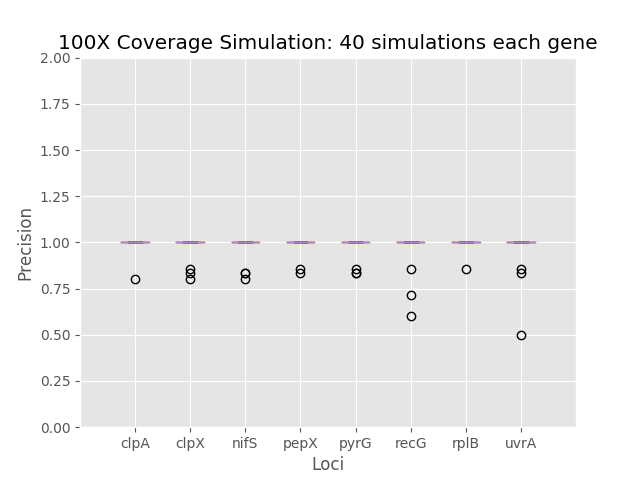 100X Coverage Simulation: 40 simulations each gene
2.00
1.75
1.50
1.25
1.00
0.75
0.50
0.25
0.00
Precision
clpA clpX nifS pepX pyrG recG rplB uvrA
Loci